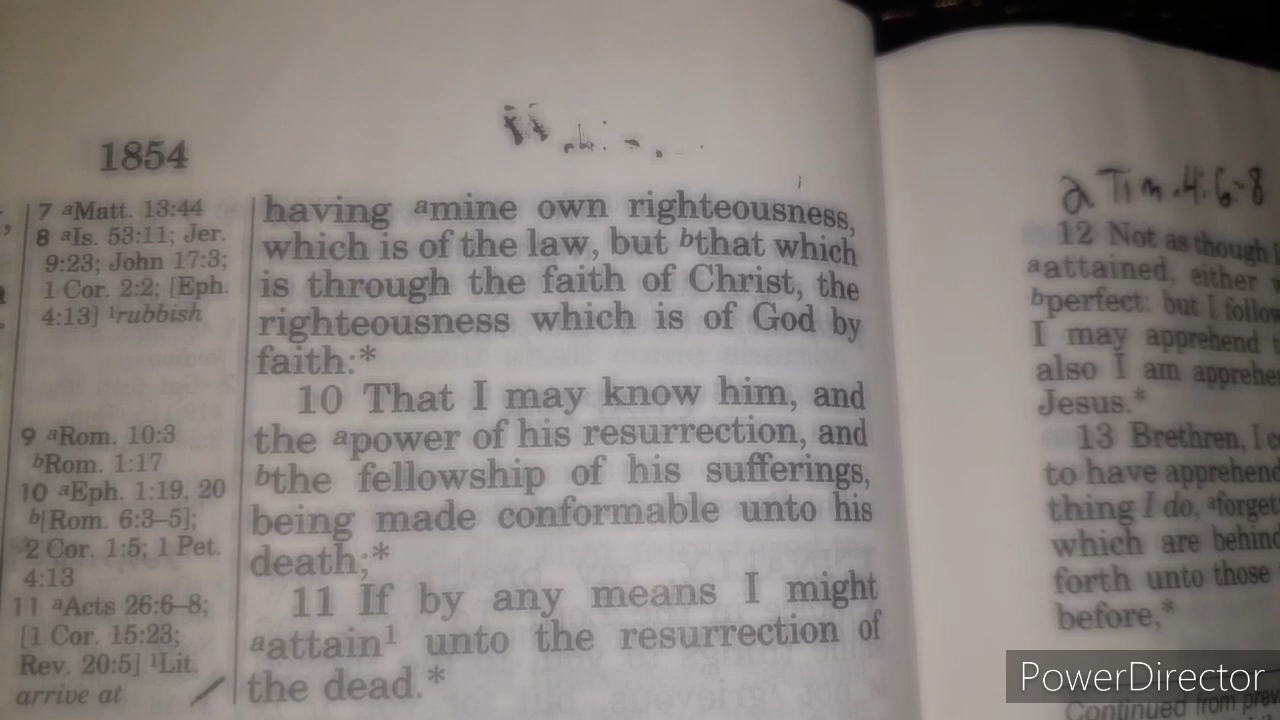 1854
7 aMatt. 13:44
8 aIs. 53:11; Jer.
9:23; John 17:3;
1 Cor. 2:2; [Eph.
4:13] 1rubbish
9 aRom. 10:3
bRom. 1:17
10 aEph. 1:19, 20
b[Rom. 6:3–5];
2 Cor. 1:5; 1 Pet.
4:13
11 aActs 26:6–8;
[1 Cor. 15:23;
Rev. 20:5] 1Lit.
arrive at
having amine own righteousness,
which is of the law, but bthat which
is through the faith of Christ, the
righteousness which is of God by
faith:*
10 That I may know him, and
the apower of his resurrection, and
bthe fellowship of his sufferings,
being made conformable unto his
death;*
11 If by any means I might
aattain1 unto the resurrection of
the dead.*
2 Tim. 4:6-8
12 Not as though
aattained, either
bperfect: but I follow
I may apprehend
also I am apprehe
Jesus.*
13 Brethren, I
to have apprehend
thing I do, aforget
which are behind
forth unto those
before,*
Continued from prev
PowerDirector